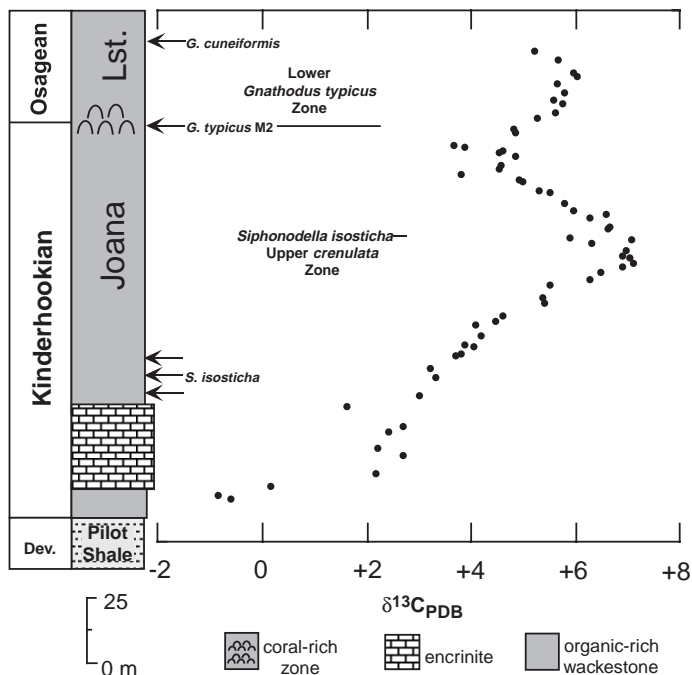 Osagean
Kinderhookian
Dev.
Lst.
Joana
Pilot
Shale
G. cuneiformis
Lower
Gnathodus typicus
Zone
G. typicus M2
Siphonodella isosticha
Upper crenulata
Zone
S. isosticha
-2 0 +2 +4 +6 +8
δ13CPDB
25
0 m
coral-rich
zone
encrinite
organic-rich
wackestone